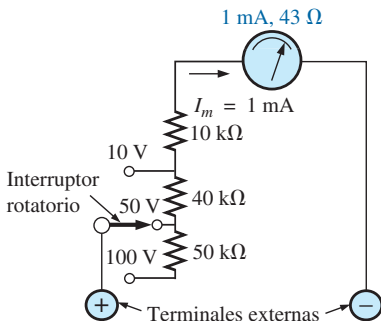 1 mA, 43 Ω
I_m = 1 mA
10 kΩ
10 V
Interruptor
rotatorio
50 V
40 kΩ
100 V
50 kΩ
+
Terminales externas
−